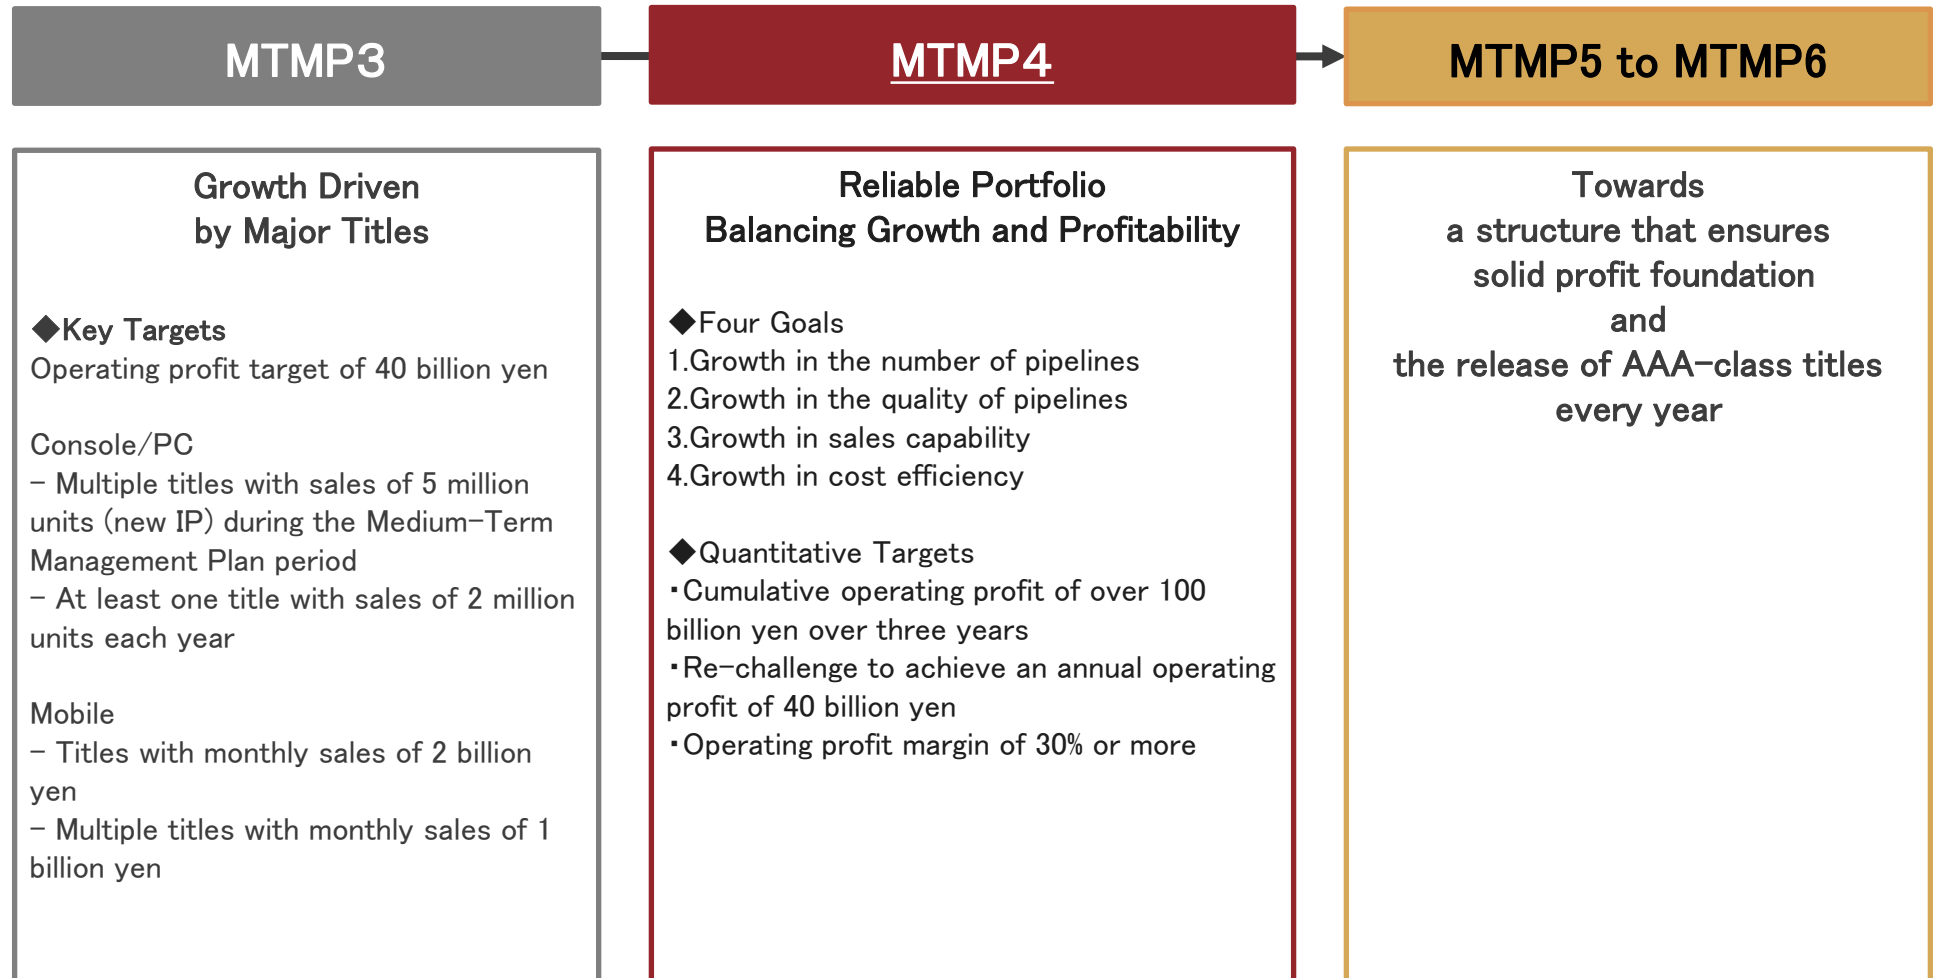 MTMP3
MTMP4
MTMP5 to MTMP6
Growth Driven
by Major Titles
◆Key Targets
Operating profit target of 40 billion yen
Console/PC
- Multiple titles with sales of 5 million
units (new IP) during the Medium-Term
Management Plan period
- At least one title with sales of 2 million
units each year
Mobile
- Titles with monthly sales of 2 billion
yen
- Multiple titles with monthly sales of 1
billion yen
Reliable Portfolio
Balancing Growth and Profitability
◆Four Goals
1.Growth in the number of pipelines
2.Growth in the quality of pipelines
3.Growth in sales capability
4.Growth in cost efficiency
◆Quantitative Targets
・Cumulative operating profit of over 100
billion yen over three years
・Re-challenge to achieve an annual operating
profit of 40 billion yen
・Operating profit margin of 30% or more
Towards
a structure that ensures
solid profit foundation
and
the release of AAA-class titles
every year